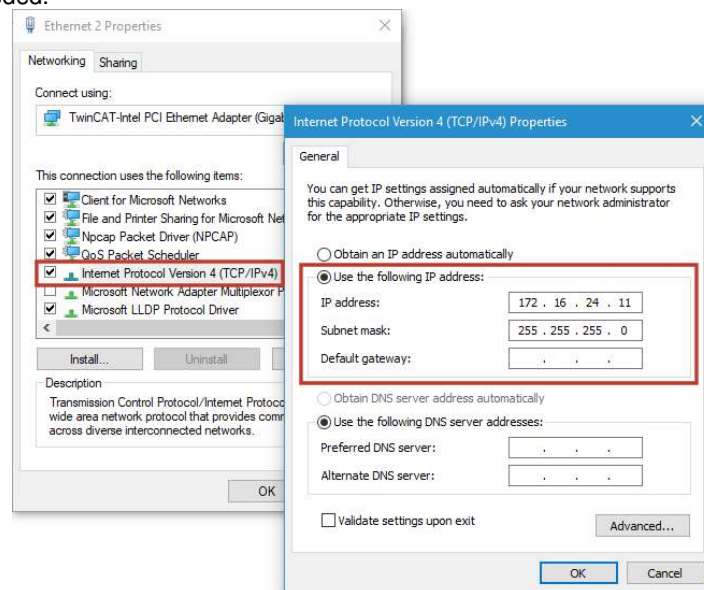 Ethernet 2 Properties
Networking Sharing
Connect using:
TwinCAT-Intel PCI Ethernet Adapter
This connection uses the following items:
Client for Microsoft Networks
File and Printer Sharing for Microsoft
Npcap Packet Driver (NPCAP)
QoS Packet Scheduler
Internet Protocol Version 4 (TCP/IPv4)
Microsoft Network Adapter Multiplexor
Microsoft LLDP Protocol Driver
Install... Uninstall
Description
Transmission Control Protocol/Internet
wide area network protocol that provides
across diverse interconnected networks.
OK
Internet Protocol Version 4 (TCP/IPv4) Properties
General
You can get IP settings assigned automatically if your network supports
this capability. Otherwise, you need to ask your network administrator
for the appropriate IP settings.
Obtain an IP address automatically
Use the following IP address:
IP address: 172 . 16 . 24 . 11
Subnet mask: 255 . 255 . 255 . 0
Default gateway: . . .
Obtain DNS server address automatically
Use the following DNS server addresses:
Preferred DNS server: . . .
Alternate DNS server: . . .
Validate settings upon exit
Advanced...
OK Cancel